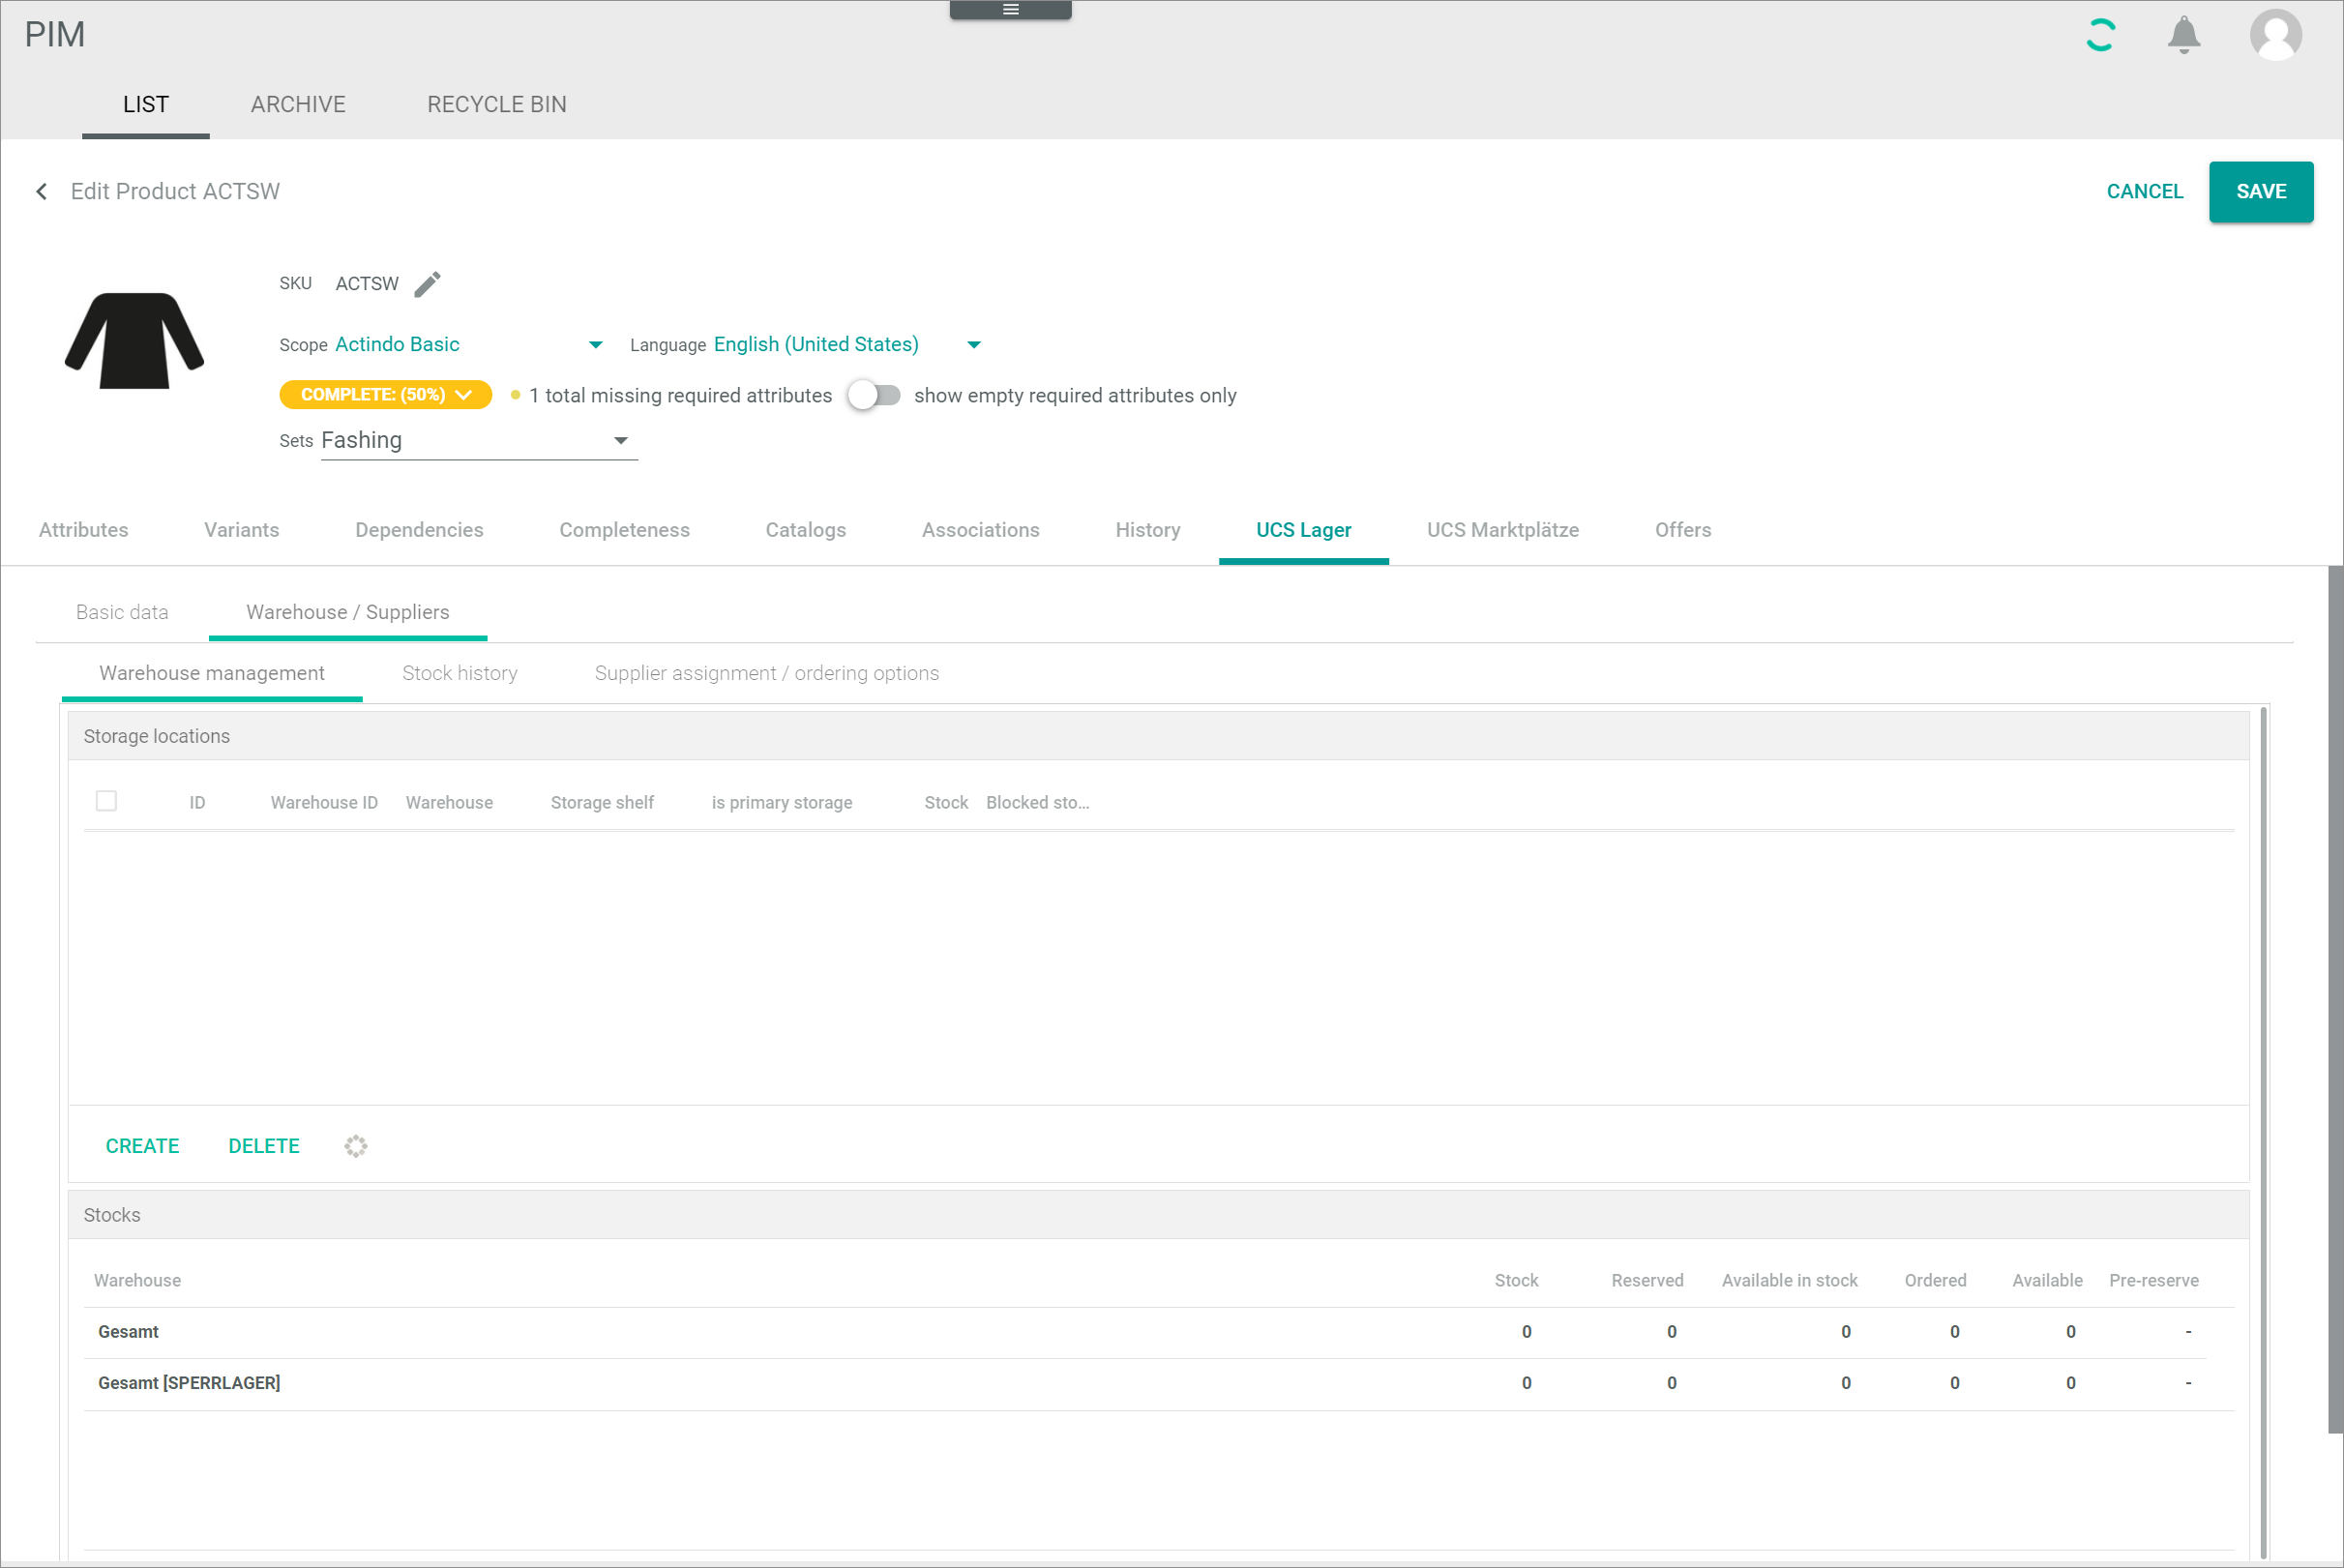 PIM
LIST ARCHIVE RECYCLE BIN
Edit Product ACTSW CANCEL SAVE
SKU ACTSW
Scope Actindo Basic Language English (United States)
COMPLETE: (50%) 1 total missing required attributes show empty required attributes only
Sets Fashing
Attributes Variants Dependencies Completeness Catalogs Associations History UCS Lager UCS Marktplätze Offers
Basic data Warehouse / Suppliers
Warehouse management Stock history Supplier assignment / ordering options
Storage locations
ID Warehouse ID Warehouse Storage shelf is primary storage Stock Blocked sto...
CREATE DELETE
Stocks
Warehouse Stock Reserved Available in stock Ordered Available Pre-reserve
Gesamt 0 0 0 0 0 -
Gesamt [SPERRLAGER] 0 0 0 0 0 -